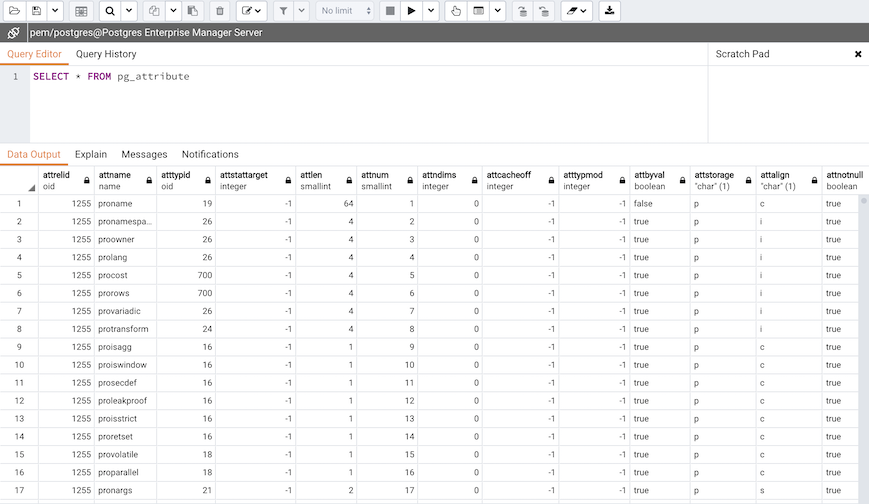 No limit
pem/postgres@Postgres Enterprise Manager Server
Query Editor Query History Scratch Pad
1 SELECT * FROM pg_attribute
Data Output Explain Messages Notifications
attrelid attname atttypid attstattarget attlen attnum attndims attcacheoff atttypmod attbyval attstorage attalign attnotnull
oid name oid integer smallint smallint integer integer integer boolean "char" (1) "char" (1) boolean
1 1255 proname 19 -1 64 1 0 -1 -1 false p c true
2 1255 pronamespa... 26 -1 4 2 0 -1 -1 true p i true
3 1255 proowner 26 -1 4 3 0 -1 -1 true p i true
4 1255 prolang 26 -1 4 4 0 -1 -1 true p i true
5 1255 procost 700 -1 4 5 0 -1 -1 true p i true
6 1255 prorows 700 -1 4 6 0 -1 -1 true p i true
7 1255 provariadic 26 -1 4 7 0 -1 -1 true p i true
8 1255 protransform 24 -1 4 8 0 -1 -1 true p i true
9 1255 proisagg 16 -1 1 9 0 -1 -1 true p c true
10 1255 proiswindow 16 -1 1 10 0 -1 -1 true p c true
11 1255 prosecdef 16 -1 1 11 0 -1 -1 true p c true
12 1255 proleakproof 16 -1 1 12 0 -1 -1 true p c true
13 1255 proisstrict 16 -1 1 13 0 -1 -1 true p c true
14 1255 proretset 16 -1 1 14 0 -1 -1 true p c true
15 1255 provolatile 18 -1 1 15 0 -1 -1 true p c true
16 1255 proparallel 18 -1 1 16 0 -1 -1 true p c true
17 1255 pronargs 21 -1 2 17 0 -1 -1 true p s true